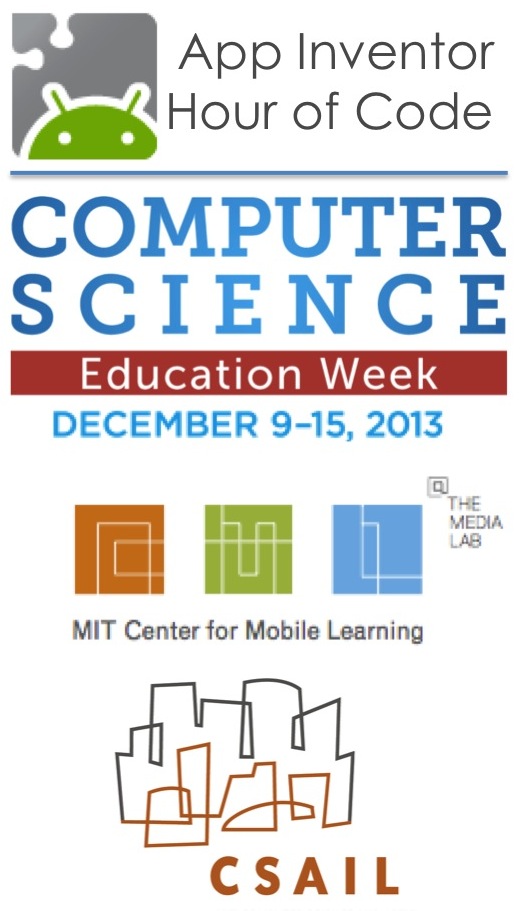 App Inventor
Hour of Code
COMPUTER
SCIENCE
Education Week
DECEMBER 9–15, 2013
@ THE
MEDIA
LAB
CML
MIT Center for Mobile Learning
CSAIL